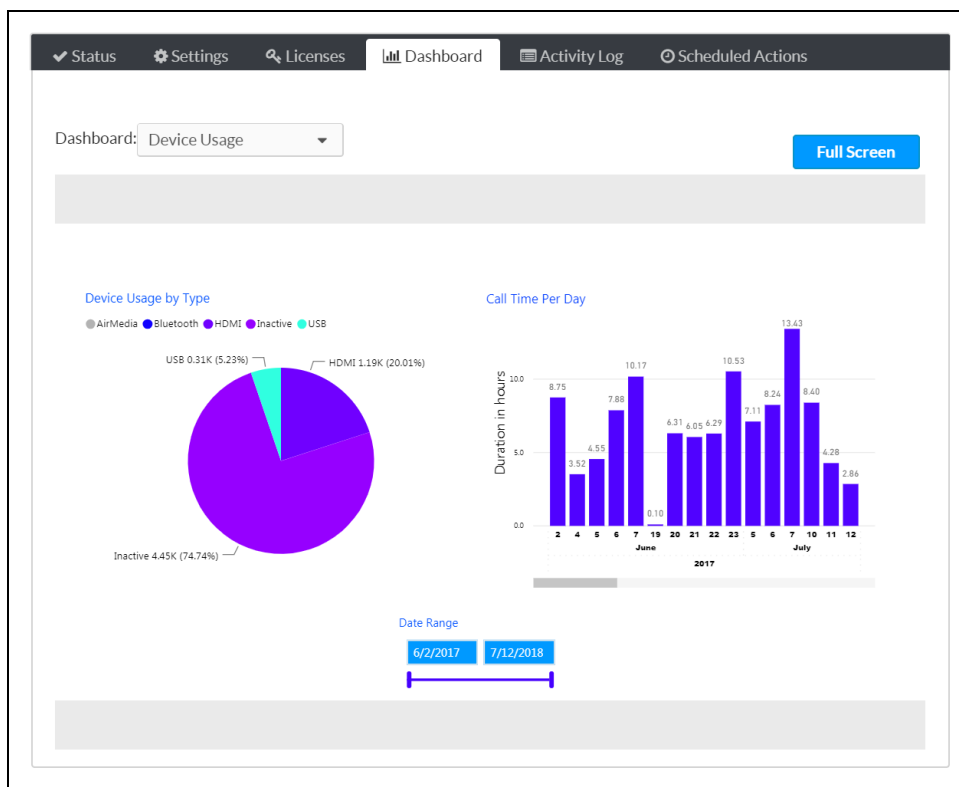 Status Settings Licenses Dashboard Activity Log Scheduled Actions
Dashboard: Device Usage
Full Screen
Device Usage by Type
AirMedia Bluetooth HDMI Inactive USB
USB 0.31K (5.23%)
HDMI 1.19K (20.01%)
Inactive 4.45K (74.74%)
Call Time Per Day
Duration in hours
10.0
5.0
0.0
8.75 3.52 4.55 7.88 10.17 0.10 6.31 6.05 6.29 10.53 7.11 8.24 13.43 8.40 4.28 2.86
2 4 5 6 7 19 20 21 22 23 5 6 7 10 11 12
June July
2017
Date Range
6/2/2017 7/12/2018